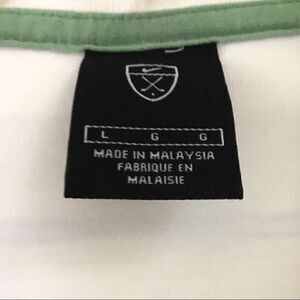 L G G
MADE IN MALAYSIA
FABRIQUE EN
MALAISIE